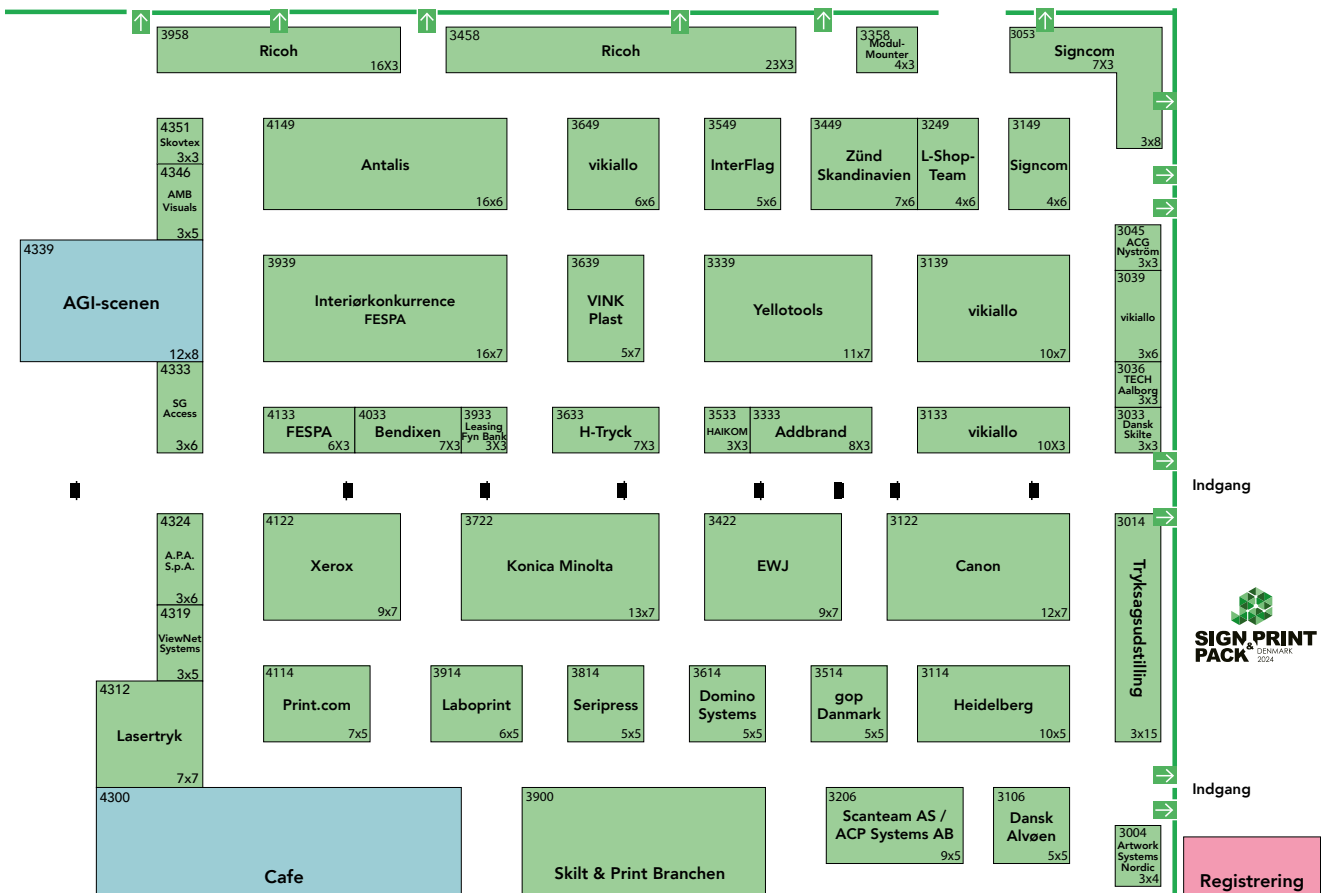 3958
Ricoh
16X3
3458
Ricoh
23X3
3358
Modul-
Mounter
4x3
3053
Signcom
7X3
3x8
4351
Skovtex
3x3
4149
Antalis
16x6
3649
vikiallo
6x6
3549
InterFlag
5x6
3449
Zünd
Skandinavien
7x6
3249
L-Shop-
Team
4x6
3149
Signcom
4x6
4346
AMB
Visuals
3x5
4339
AGI-scenen
12x8
3939
Interiørkonkurrence
FESPA
16x7
3639
VINK
Plast
5x7
3339
Yellotools
11x7
3139
vikiallo
10x7
3045
ACG
Nyström
3x3
3039
vikiallo
3x6
3036
TECH
Aalborg
3x3
4333
SG
Access
3x6
4133
FESPA
6X3
4033
Bendixen
7X3
3933
Leasing
Fyn Bank
3X3
3633
H-Tryck
7X3
3533
HAIKOM
3X3
3333
Addbrand
8X3
3133
vikiallo
10X3
3033
Dansk
Skilte
3x3
Indgang
4324
A.P.A.
S.p.A.
3x6
4122
Xerox
9x7
3722
Konica Minolta
13x7
3422
EWJ
9x7
3122
Canon
12x7
3014
Tryksagsudstilling
3x15
SIGN, PRINT
& PACK DENMARK
2024
4319
ViewNet
Systems
3x5
4312
Lasertryk
7x7
4114
Print.com
7x5
3914
Laboprint
6x5
3814
Seripress
5x5
3614
Domino
Systems
5x5
3514
gop
Danmark
5x5
3114
Heidelberg
10x5
Indgang
4300
Cafe
3900
Skilt & Print Branchen
3206
Scanteam AS /
ACP Systems AB
9x5
3106
Dansk
Alvøen
5x5
3004
Artwork
Systems
Nordic
3x4
Registrering